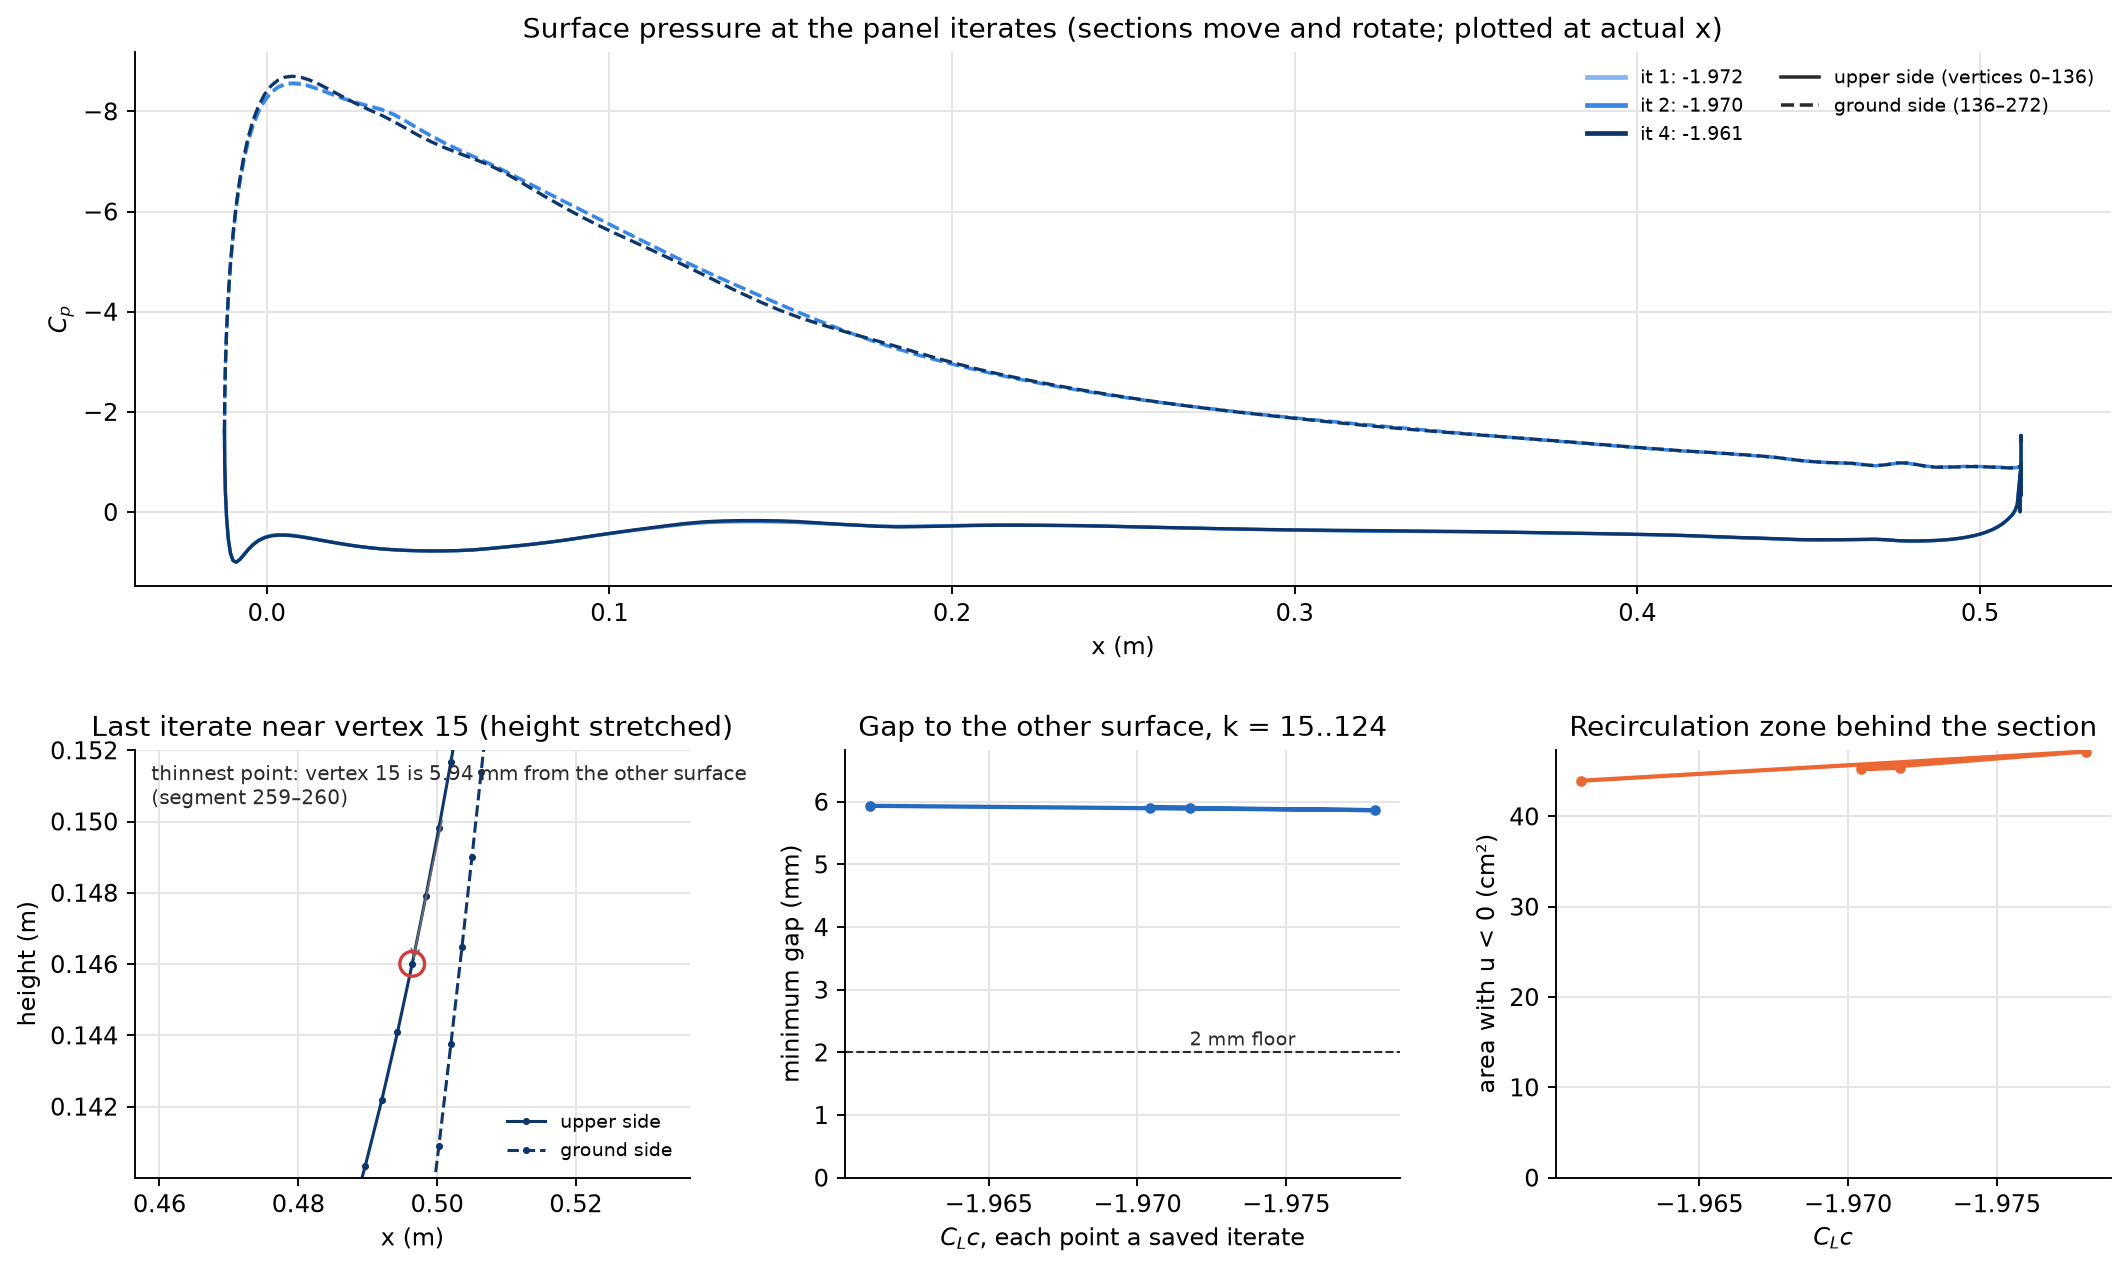 Surface pressure at the panel iterates (sections move and rotate; plotted at actual x)
it 1: -1.972
it 2: -1.970
it 4: -1.961
upper side (vertices 0–136)
ground side (136–272)
−8
−6
−4
−2
0
Cp
0.0 0.1 0.2 0.3 0.4 0.5
x (m)
Last iterate near vertex 15 (height stretched)
thinnest point: vertex 15 is 5.94 mm from the other surface
(segment 259–260)
0.152
0.150
0.148
0.146
0.144
0.142
height (m)
upper side
ground side
0.46 0.48 0.50 0.52
x (m)
Gap to the other surface, k = 15..124
6
5
4
3
2
1
0
minimum gap (mm)
2 mm floor
−1.965 −1.970 −1.975
CLc, each point a saved iterate
Recirculation zone behind the section
40
30
20
10
0
area with u < 0 (cm²)
−1.965 −1.970 −1.975
CLc